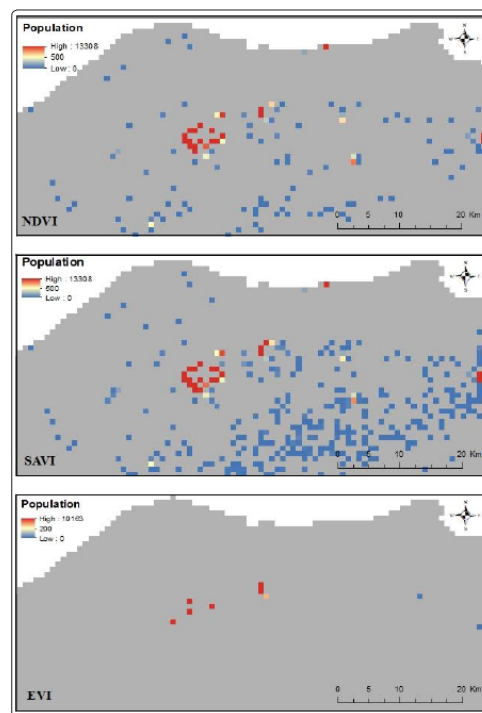 Population
High : 13308
500
Low : 0
NDVI
0 5 10 20 Km
Population
High : 13308
500
Low : 0
SAVI
0 5 10 20 Km
Population
High : 10165
200
Low : 0
EVI
0 5 10 20 Km